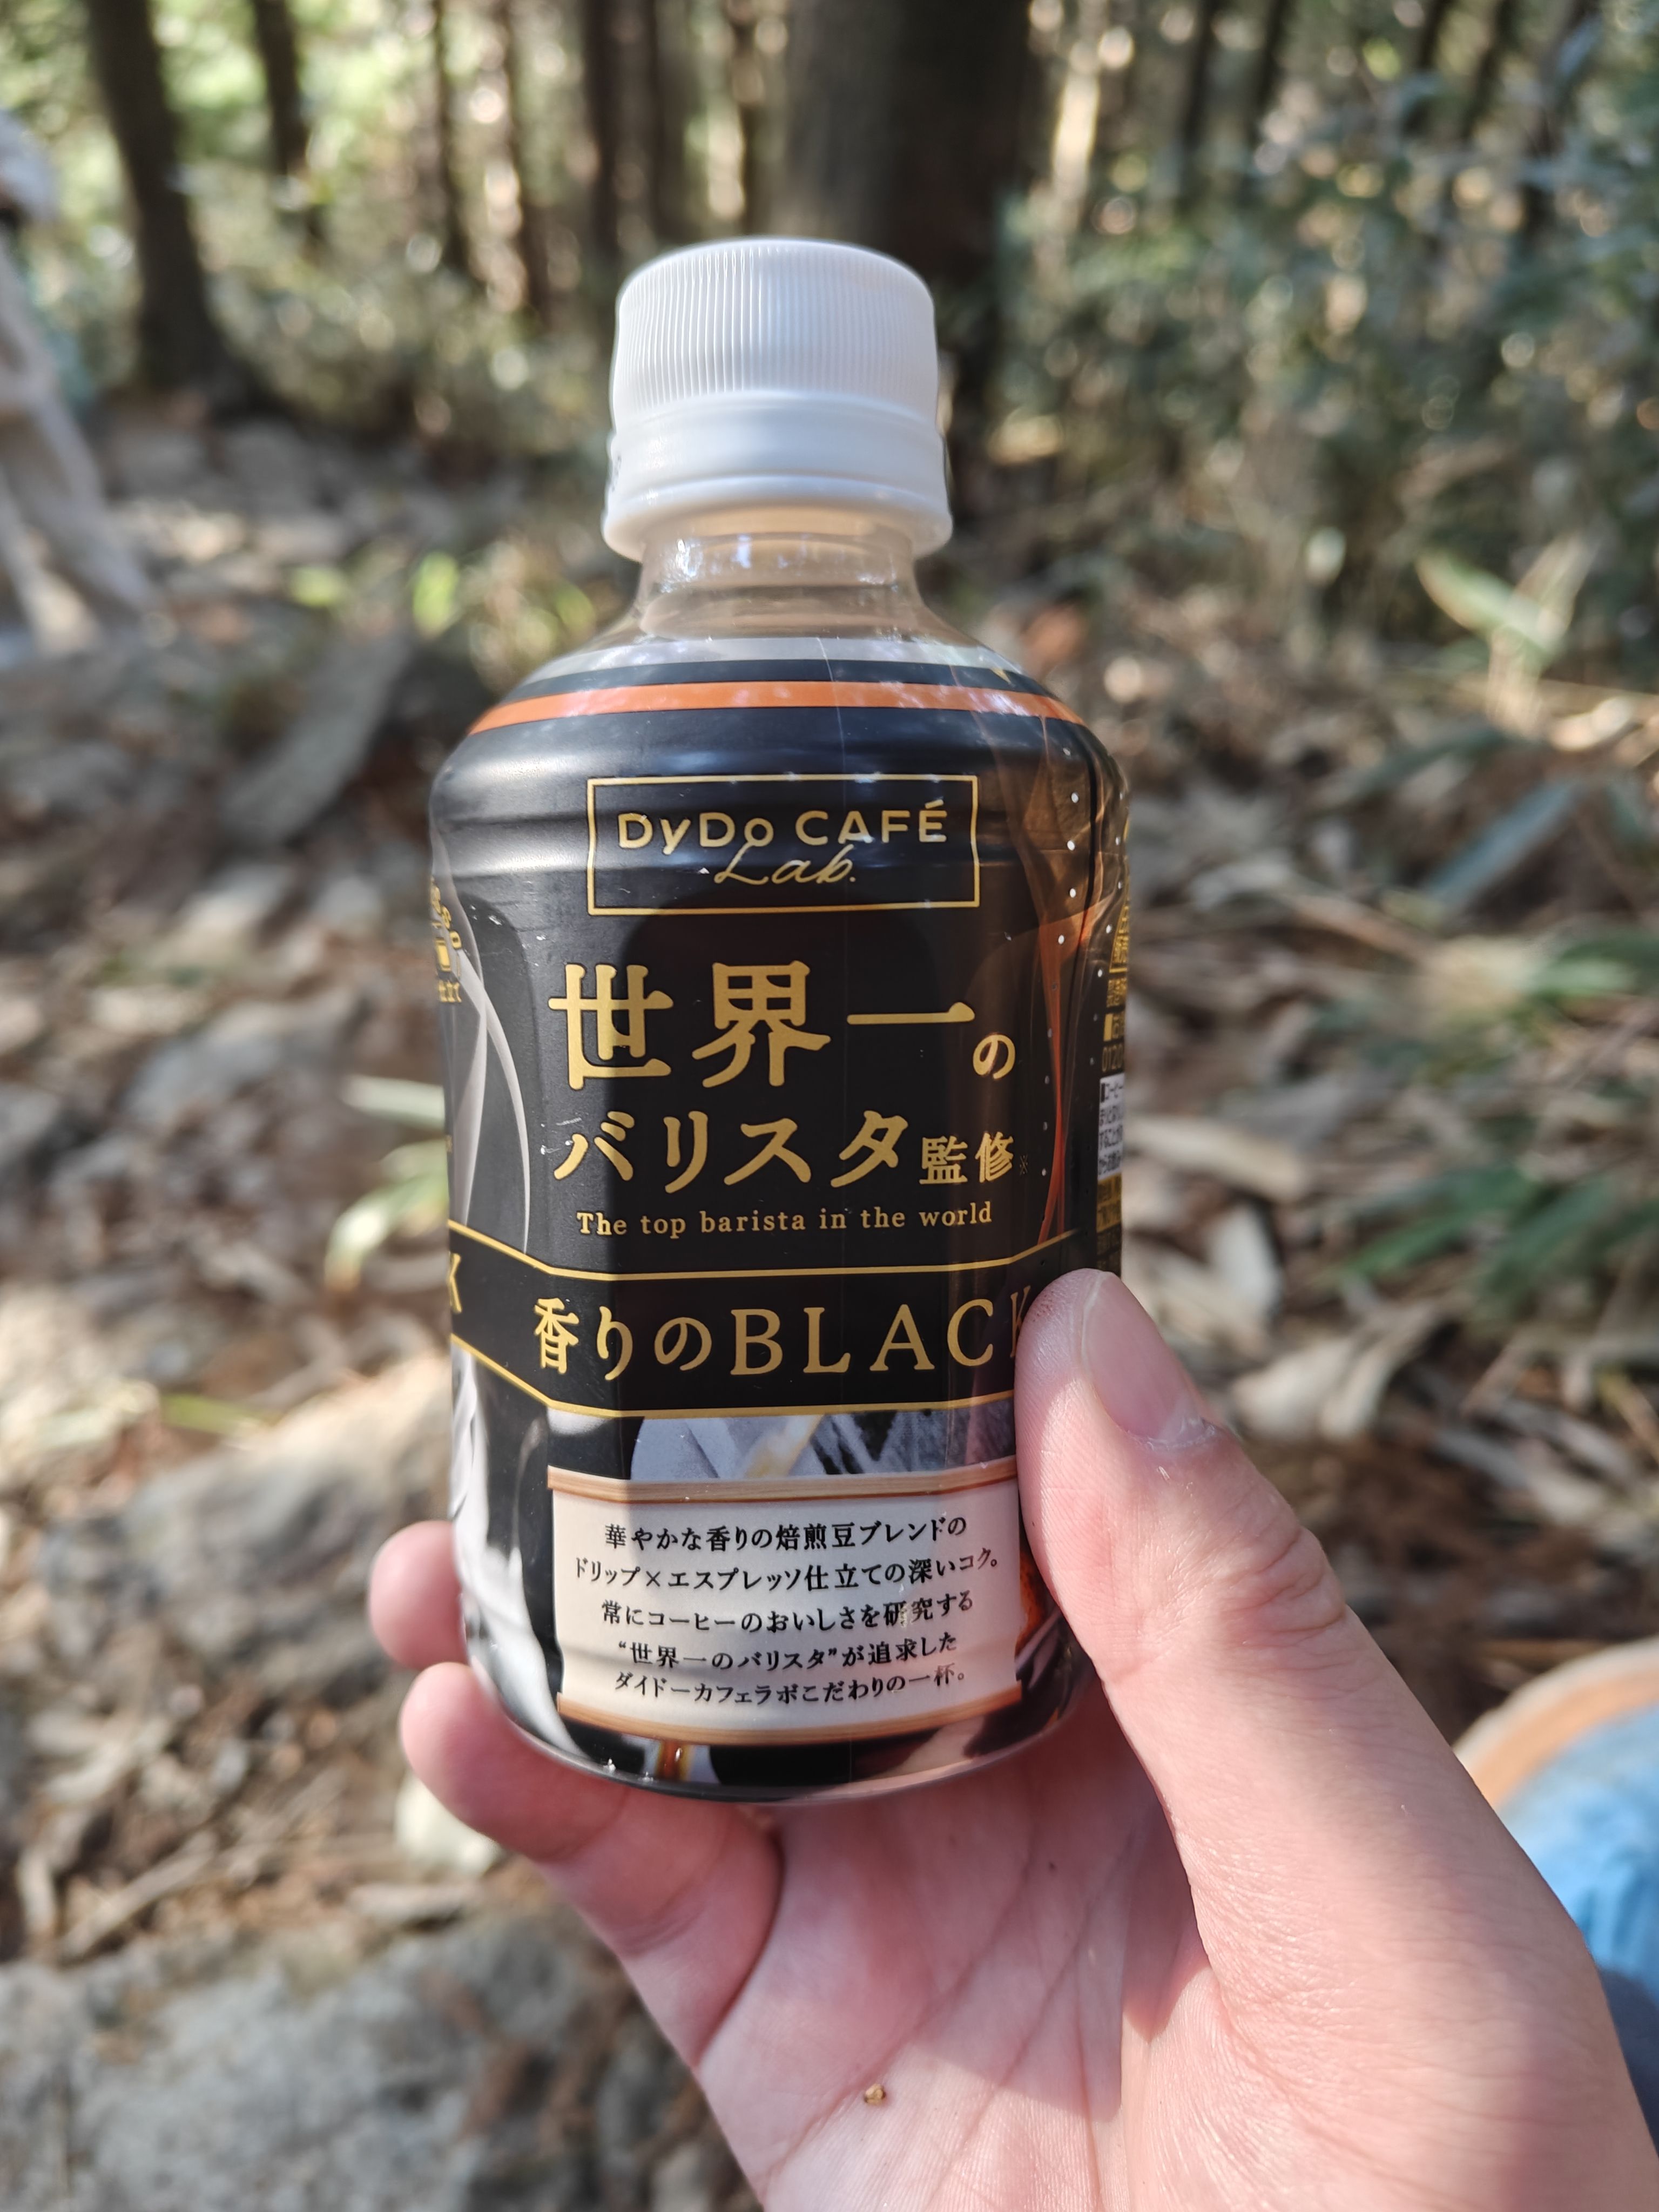 DyDo CAFÉ
Lab.
世界一の
バリスタ監修※
The top barista in the world
香りのBLACK
華やかな香りの焙煎豆ブレンドの
ドリップ×エスプレッソ仕立ての深いコク。
常にコーヒーのおいしさを研究する
“世界一のバリスタ”が追求した
ダイドーカフェラボこだわりの一杯。
仕立て